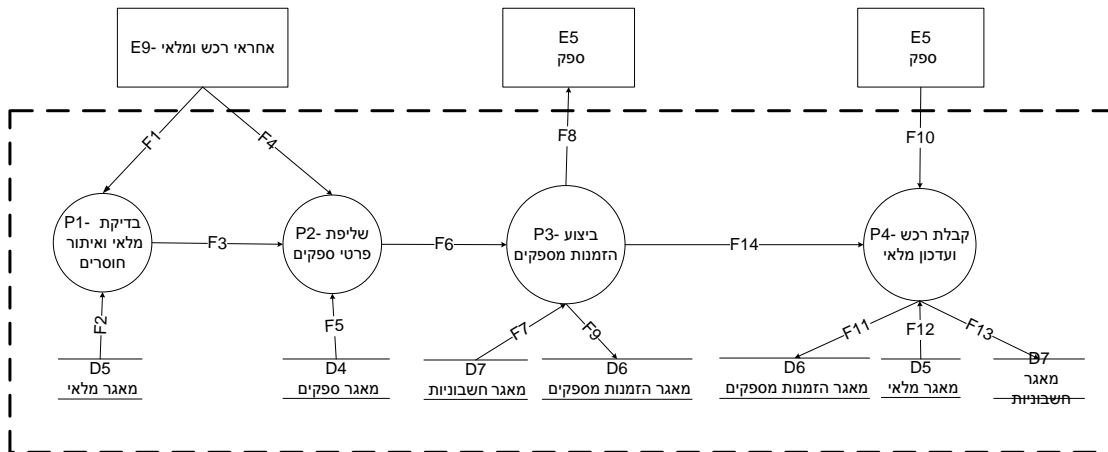 E9- אחראי רכש ומלאי
E5
ספק
E5
ספק
F1
F4
F8
F10
P1- בדיקת
מלאי ואיתור
חוסרים
F3
P2- שליפת
פרטי ספקים
F6
P3- ביצוע
הזמנות מספקים
F14
P4- קבלת רכש
ועדכון מלאי
F2
F5
F7
F9
F11
F12
F13
D5
מאגר מלאי
D4
מאגר ספקים
D7
מאגר חשבוניות
D6
מאגר הזמנות מספקים
D6
מאגר הזמנות מספקים
D5
מאגר מלאי
D7
מאגר
חשבוניות